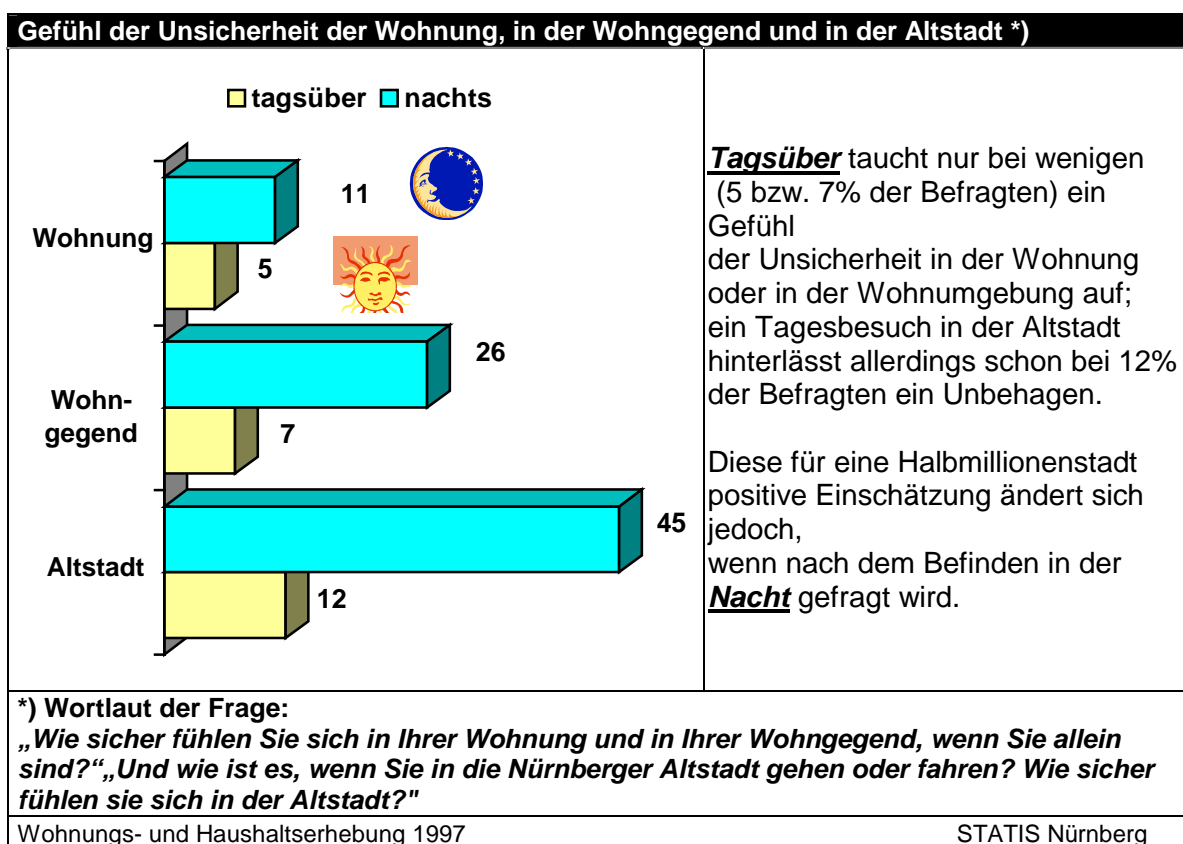 Gefühl der Unsicherheit der Wohnung, in der Wohngegend und in der Altstadt *)
tagsüber nachts
Wohnung
11
5
Wohn-
gegend
26
7
Altstadt
45
12
Tagsüber taucht nur bei wenigen
(5 bzw. 7% der Befragten) ein
Gefühl
der Unsicherheit in der Wohnung
oder in der Wohnumgebung auf;
ein Tagesbesuch in der Altstadt
hinterlässt allerdings schon bei 12%
der Befragten ein Unbehagen.
Diese für eine Halbmillionenstadt
positive Einschätzung ändert sich
jedoch,
wenn nach dem Befinden in der
Nacht gefragt wird.
*) Wortlaut der Frage:
„Wie sicher fühlen Sie sich in Ihrer Wohnung und in Ihrer Wohngegend, wenn Sie allein
sind?“„Und wie ist es, wenn Sie in die Nürnberger Altstadt gehen oder fahren? Wie sicher
fühlen sie sich in der Altstadt?"
Wohnungs- und Haushaltserhebung 1997 STATIS Nürnberg